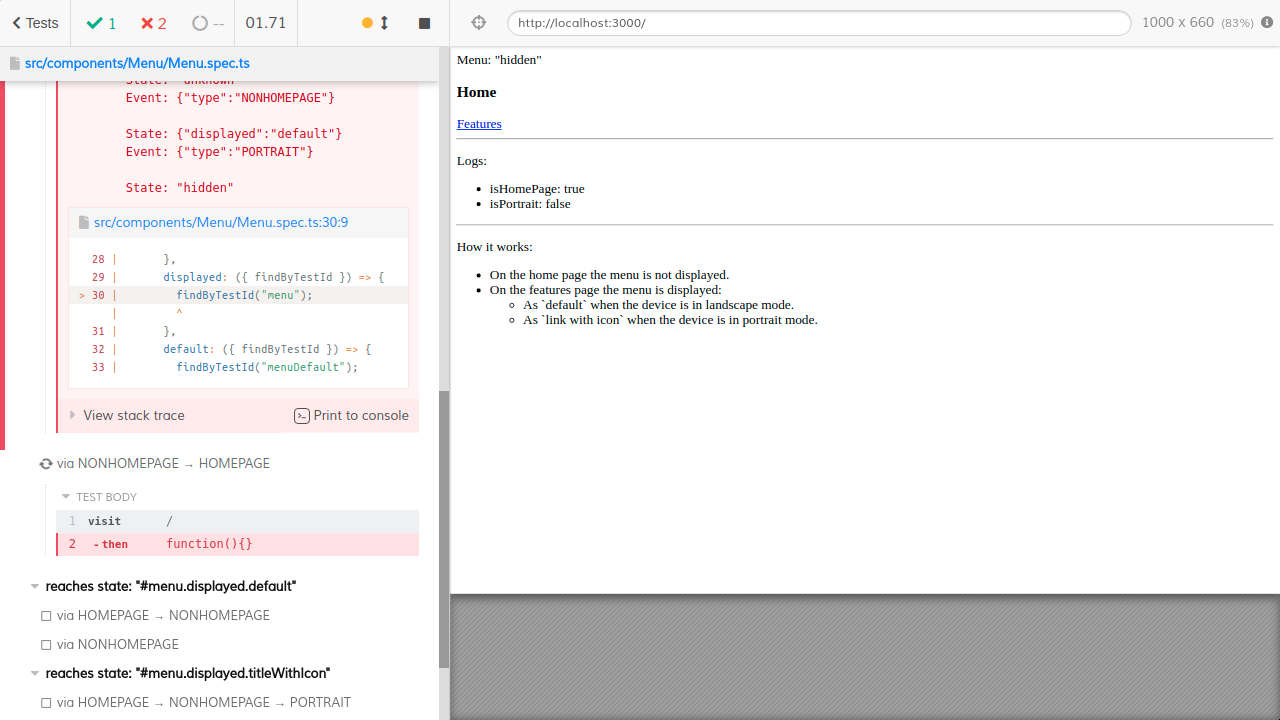 Tests
1
2
--
01.71
http://localhost:3000/
1000 x 660 (83%)
src/components/Menu/Menu.spec.ts
State: "unknown"
Event: {"type":"NONHOMEPAGE"}
State: {"displayed":"default"}
Event: {"type":"PORTRAIT"}
State: "hidden"
src/components/Menu/Menu.spec.ts:30:9
28 | },
29 | displayed: ({ findByTestId }) => {
> 30 | findByTestId("menu");
| ^
31 | },
32 | default: ({ findByTestId }) => {
33 | findByTestId("menuDefault");
View stack trace
Print to console
via NONHOMEPAGE → HOMEPAGE
TEST BODY
1 visit /
2 -then function(){}
reaches state: "#menu.displayed.default"
via HOMEPAGE → NONHOMEPAGE
via NONHOMEPAGE
reaches state: "#menu.displayed.titleWithIcon"
via HOMEPAGE → NONHOMEPAGE → PORTRAIT
Menu: "hidden"
Home
Features
Logs:
isHomePage: true
isPortrait: false
How it works:
On the home page the menu is not displayed.
On the features page the menu is displayed:
As `default` when the device is in landscape mode.
As `link with icon` when the device is in portrait mode.